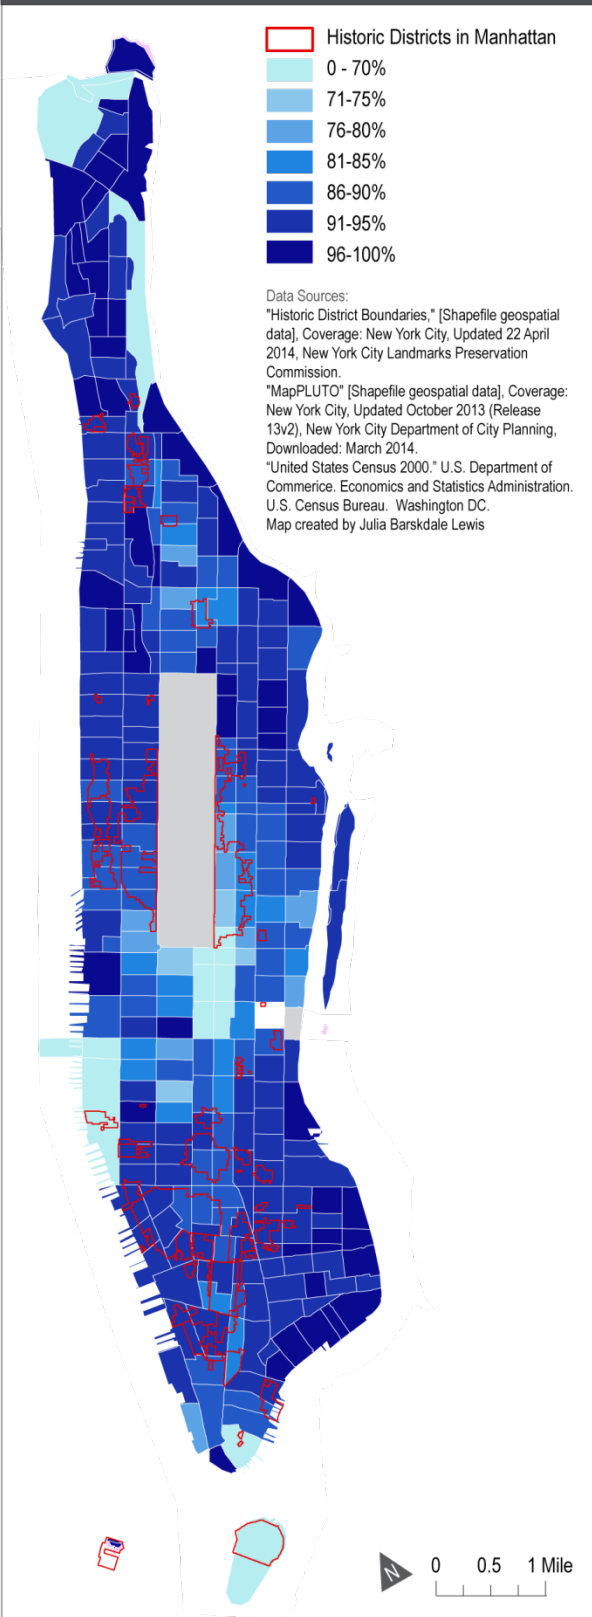 Historic Districts in Manhattan
0 - 70%
71-75%
76-80%
81-85%
86-90%
91-95%
96-100%
Data Sources:
"Historic District Boundaries," [Shapefile geospatial
data], Coverage: New York City, Updated 22 April
2014, New York City Landmarks Preservation
Commission.
"MapPLUTO" [Shapefile geospatial data], Coverage:
New York City, Updated October 2013 (Release
13v2), New York City Department of City Planning,
Downloaded: March 2014.
"United States Census 2000." U.S. Department of
Commerice. Economics and Statistics Administration.
U.S. Census Bureau. Washington DC.
Map created by Julia Barskdale Lewis
N
0 0.5 1 Mile